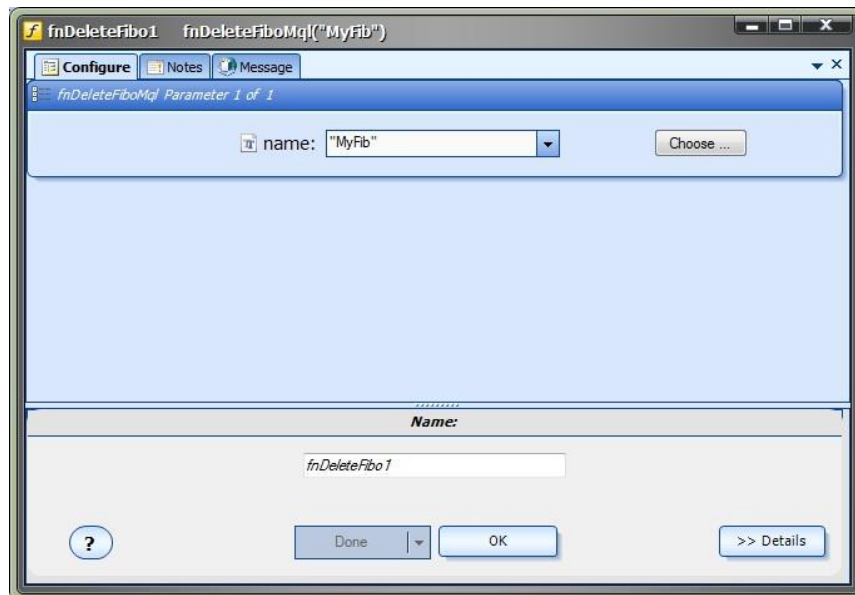 fnDeleteFibo1 fnDeleteFiboMql("MyFib")
Configure Notes Message
fnDeleteFiboMql Parameter 1 of 1
name: "MyFib" Choose ...
Name:
fnDeleteFibo1
? Done OK >> Details